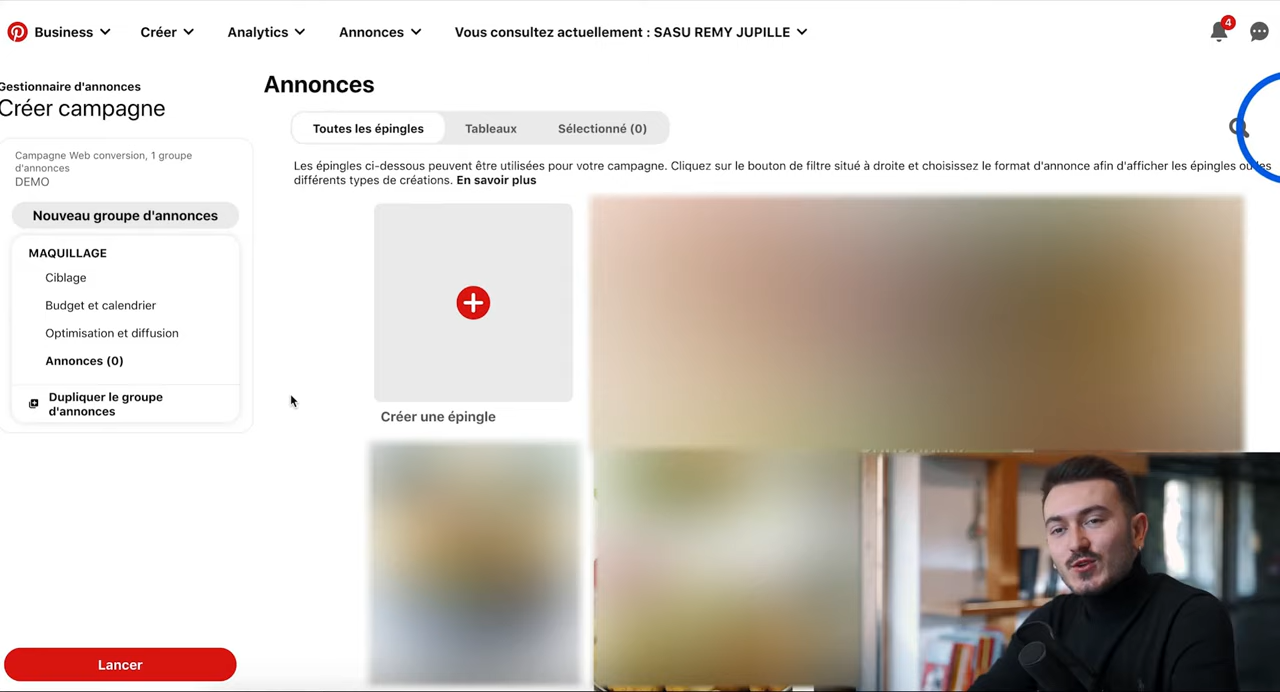 Business
Créer
Analytics
Annonces
Vous consultez actuellement : SASU REMY JUPILLE
4
Gestionnaire d'annonces
Créer campagne
Campagne Web conversion, 1 groupe
d'annonces
DEMO
Nouveau groupe d'annonces
MAQUILLAGE
Ciblage
Budget et calendrier
Optimisation et diffusion
Annonces (0)
Dupliquer le groupe
d'annonces
Lancer
Annonces
Toutes les épingles
Tableaux
Sélectionné (0)
Les épingles ci-dessous peuvent être utilisées pour votre campagne. Cliquez sur le bouton de filtre situé à droite et choisissez le format d'annonce afin d'afficher les épingles ou les
différents types de créations. En savoir plus
Créer une épingle